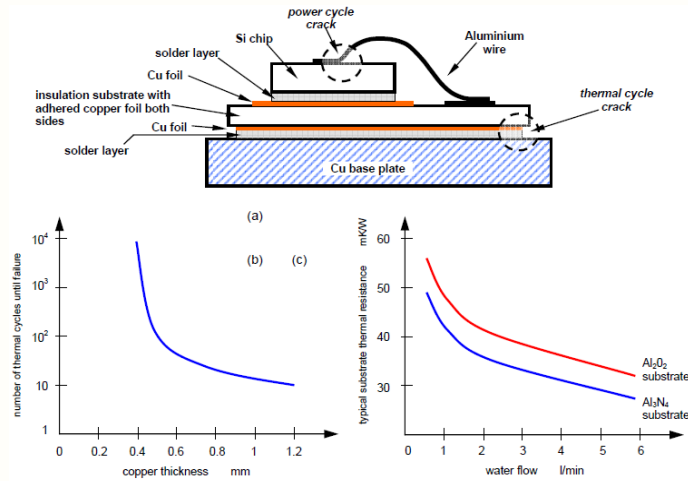 power cycle
crack
Si chip
Aluminium
wire
solder layer
Cu foil
thermal cycle
crack
insulation substrate with
adhered copper foil both
sides
Cu foil
solder layer
Cu base plate
(a)
(b) (c)
number of thermal cycles until failure
10⁴
10³
10²
10
1
0 0.2 0.4 0.6 0.8 1.0 1.2
copper thickness mm
typical substrate thermal resistance mK/W
60
50
40
30
Al₂0₂
substrate
Al₃N₄
substrate
0 1 2 3 4 5 6
water flow l/min